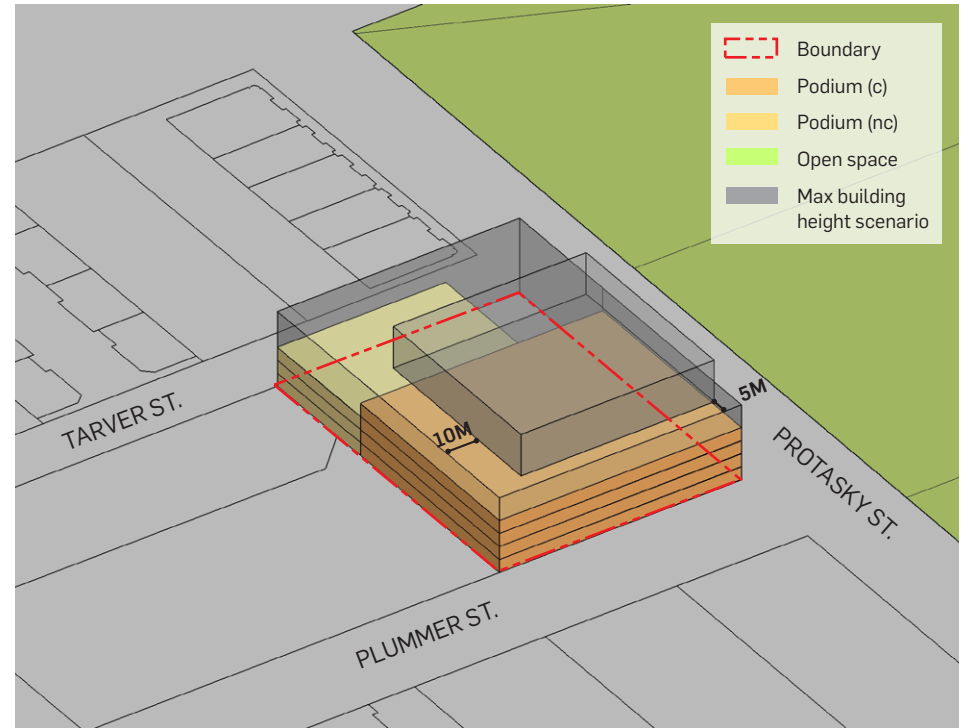 Boundary
Podium (c)
Podium (nc)
Open space
Max building
height scenario
TARVER ST.
10M
5M
PROTASKY ST.
PLUMMER ST.